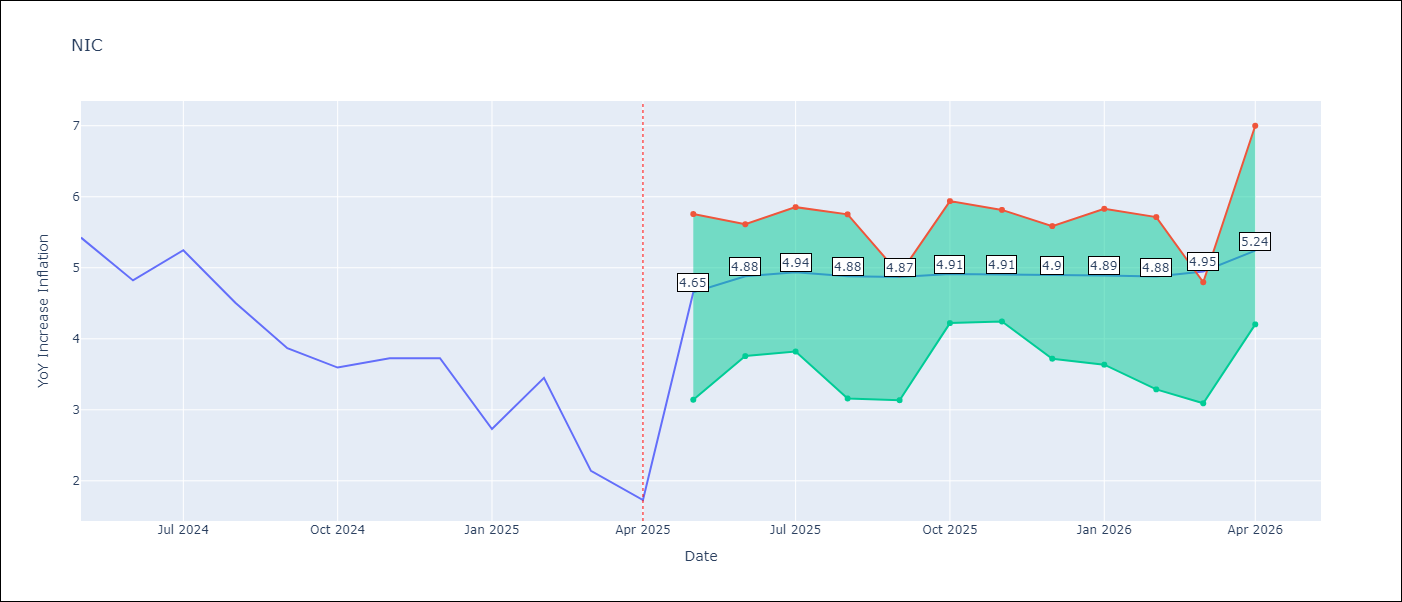 NIC
YoY Increase Inflation
7
6
5
4
3
2
4.65
4.88
4.94
4.88
4.87
4.91
4.91
4.9
4.89
4.88
4.95
5.24
Jul 2024
Oct 2024
Jan 2025
Apr 2025
Jul 2025
Oct 2025
Jan 2026
Apr 2026
Date